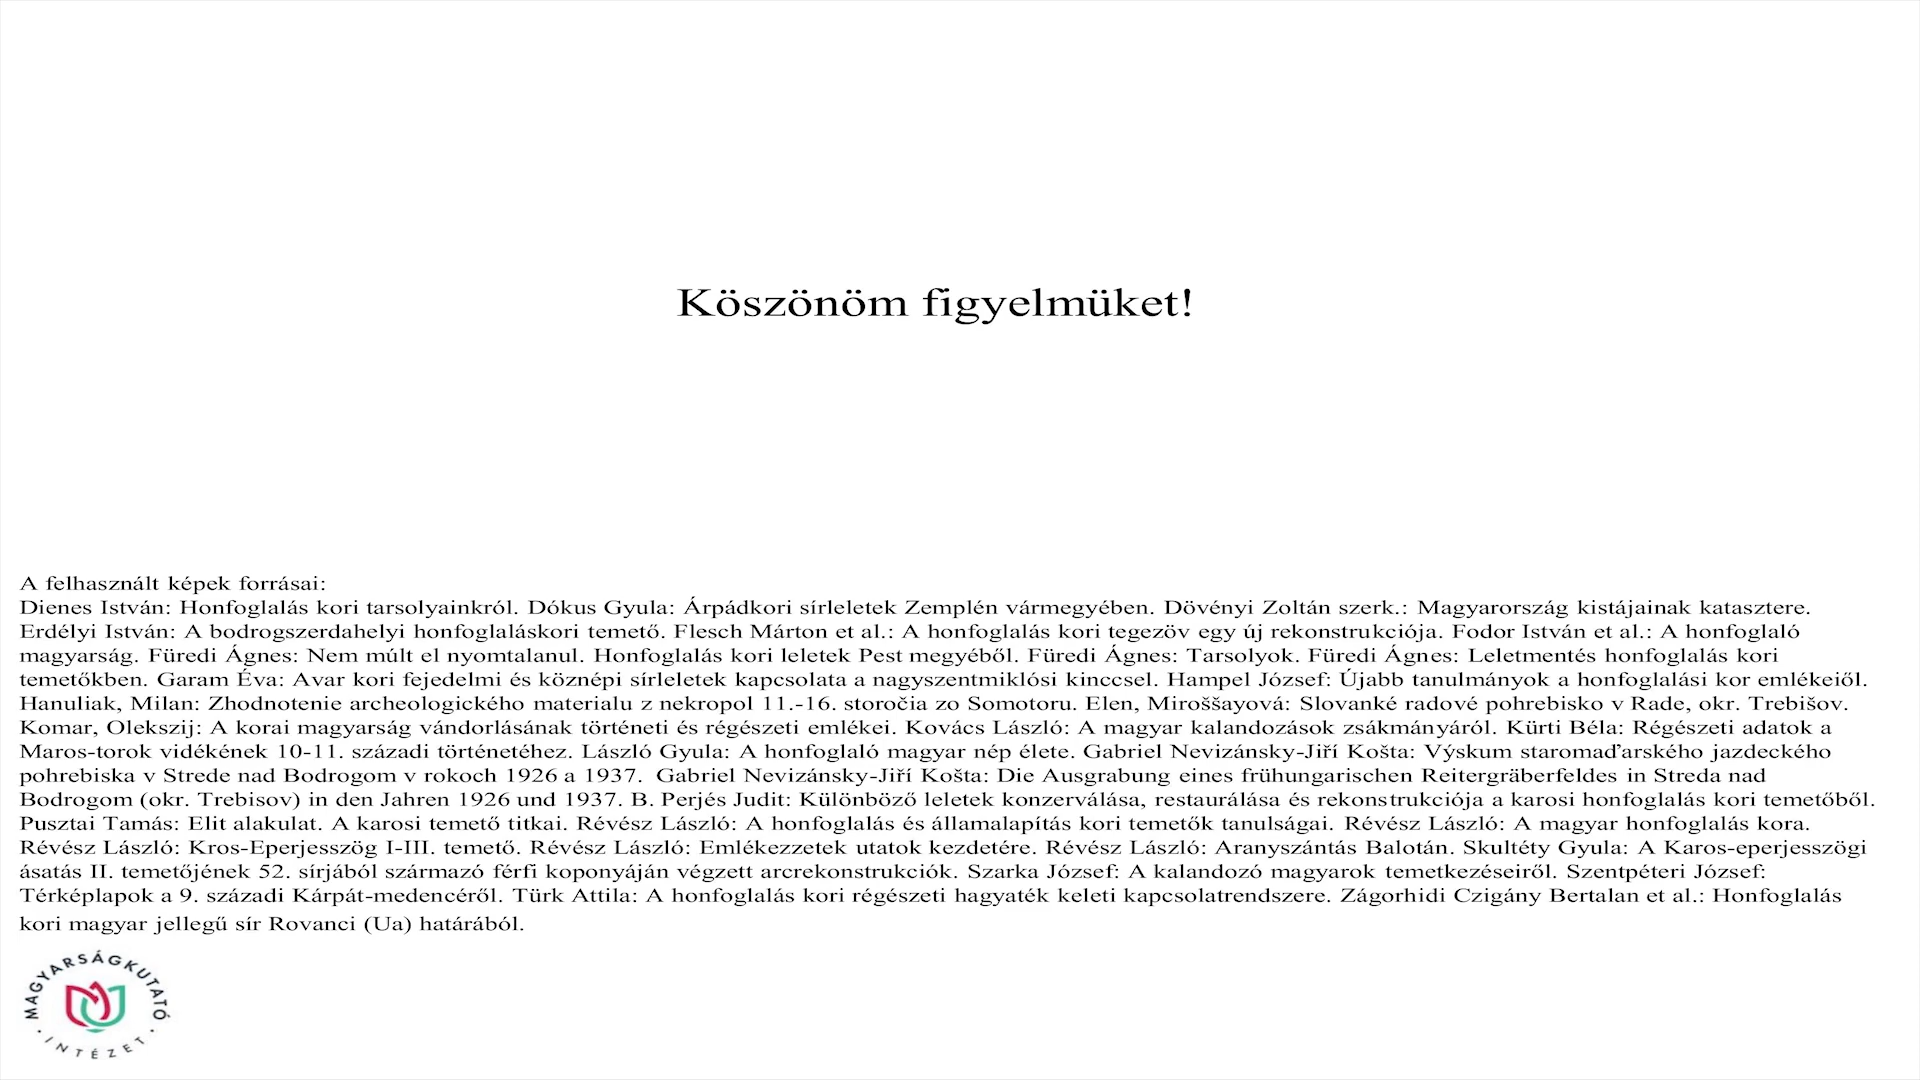 Köszönöm figyelmüket!
A felhasznált képek forrásai:
Dienes István: Honfoglalás kori tarsolyainkról. Dókus Gyula: Árpádkori sírleletek Zemplén vármegyében. Dövényi Zoltán szerk.: Magyarország kistájainak katasztere.
Erdélyi István: A bodrogszerdahelyi honfoglaláskori temető. Flesch Márton et al.: A honfoglalás kori tegezöv egy új rekonstrukciója. Fodor István et al.: A honfoglaló
magyarság. Füredi Ágnes: Nem múlt el nyomtalanul. Honfoglalás kori leletek Pest megyéből. Füredi Ágnes: Tarsolyok. Füredi Ágnes: Leletmentés honfoglalás kori
temetőkben. Garam Éva: Avar kori fejedelmi és köznépi sírleletek kapcsolata a nagyszentmiklósi kinccsel. Hampel József: Újabb tanulmányok a honfoglalási kor emlékeiől.
Hanuliak, Milan: Zhodnotenie archeologického materialu z nekropol 11.-16. storočia zo Somotoru. Elen, Miroššayová: Slovanké radové pohrebisko v Rade, okr. Trebišov.
Komar, Olekszij: A korai magyarság vándorlásának történeti és régészeti emlékei. Kovács László: A magyar kalandozások zsákmányáról. Kürti Béla: Régészeti adatok a
Maros-torok vidékének 10-11. századi történetéhez. László Gyula: A honfoglaló magyar nép élete. Gabriel Nevizánsky-Jiří Košta: Výskum staromaďarského jazdeckého
pohrebiska v Strede nad Bodrogom v rokoch 1926 a 1937. Gabriel Nevizánsky-Jiří Košta: Die Ausgrabung eines frühungarischen Reitergräberfeldes in Streda nad
Bodrogom (okr. Trebisov) in den Jahren 1926 und 1937. B. Perjés Judit: Különböző leletek konzerválása, restaurálása és rekonstrukciója a karosi honfoglalás kori temetőből.
Pusztai Tamás: Elit alakulat. A karosi temető titkai. Révész László: A honfoglalás és államalapítás kori temetők tanulságai. Révész László: A magyar honfoglalás kora.
Révész László: Kros-Eperjesszög I-III. temető. Révész László: Emlékezzetek utatok kezdetére. Révész László: Aranyszántás Balotán. Skultéty Gyula: A Karos-eperjesszögi
ásatás II. temetőjének 52. sírjából származó férfi koponyáján végzett arcrekonstrukciók. Szarka József: A kalandozó magyarok temetkezéseiről. Szentpéteri József:
Térképlapok a 9. századi Kárpát-medencéről. Türk Attila: A honfoglalás kori régészeti hagyaték keleti kapcsolatrendszere. Zágorhidi Czigány Bertalan et al.: Honfoglalás
kori magyar jellegű sír Rovanci (Ua) határából.
MAGYARSÁGKUTATÓ
· INTÉZET ·